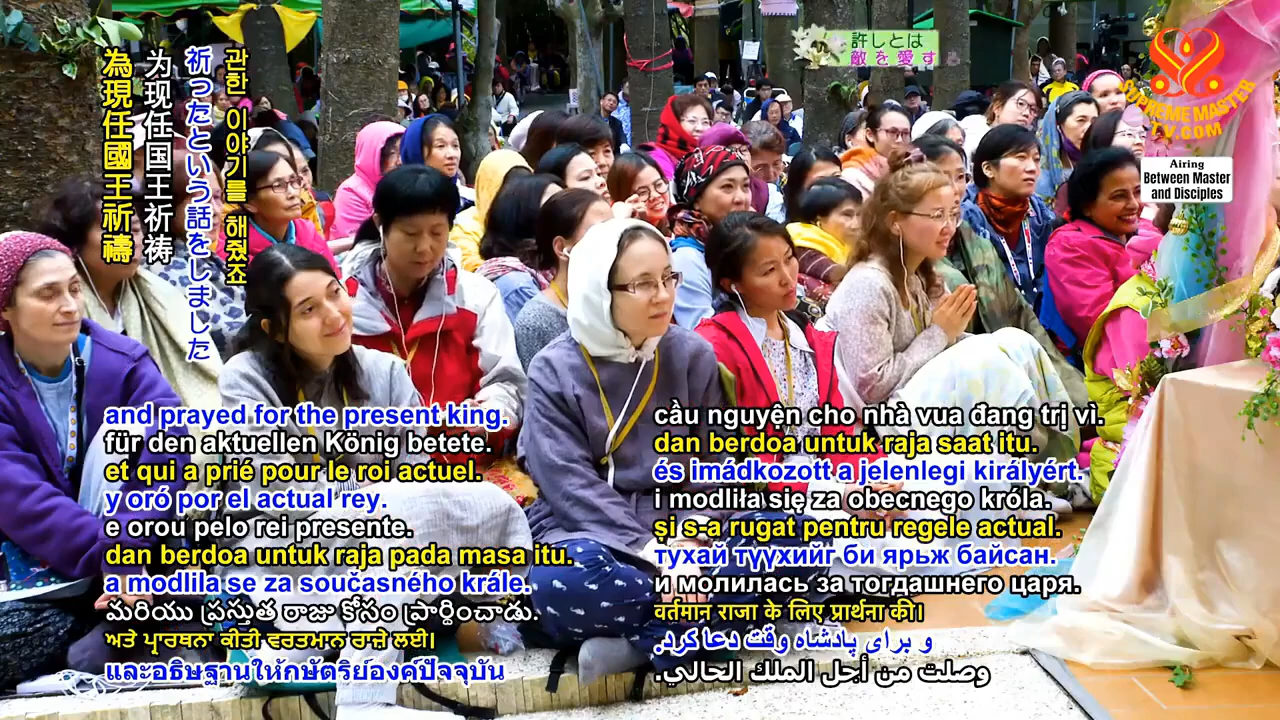 為現任國王祈禱
为现任国王祈祷
祈ったという話をしました
관한 이야기를 해줬죠
許しとは
敵を愛す
SUPREME MASTER
TV.COM
Airing
Between Master
and Disciples
and prayed for the present king.
für den aktuellen König betete.
et qui a prié pour le roi actuel.
y oró por el actual rey.
e orou pelo rei presente.
dan berdoa untuk raja pada masa itu.
a modlila se za současného krále.
మరియు ప్రస్తుత రాజు కోసం ప్రార్థించాడు.
ਅਤੇ ਪ੍ਰਾਰਥਨਾ ਕੀਤੀ ਵਰਤਮਾਨ ਰਾਜੇ ਲਈ।
และอธิษฐานให้กษัตริย์องค์ปัจจุบัน
cầu nguyện cho nhà vua đang trị vì.
dan berdoa untuk raja saat itu.
és imádkozott a jelenlegi királyért.
i modliła się za obecnego króla.
și s-a rugat pentru regele actual.
тухай түүхийг би ярьж байсан.
и молилась за тогдашнего царя.
वर्तमान राजा के लिए प्रार्थना की।
و برای پادشاه وقت دعا کرد.
وصلت من أجل الملك الحالي.